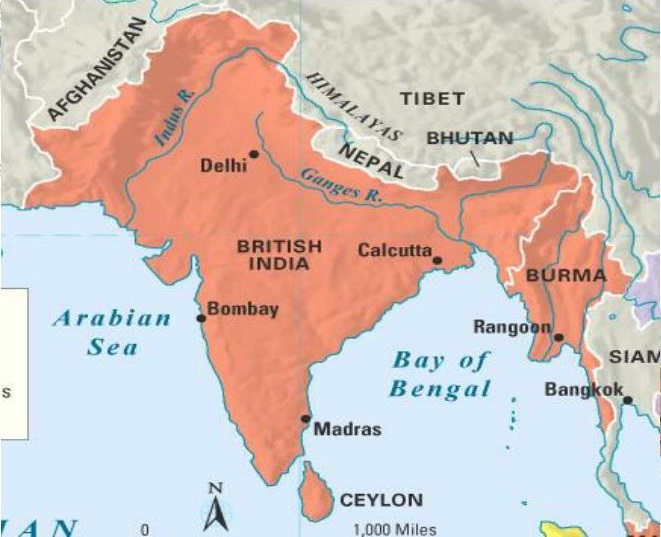 AFGHANISTAN
TIBET
HIMALAYAS
Indus R.
BHUTAN
NEPAL
Delhi
Ganges R.
BRITISH
INDIA
Calcutta
BURMA
Arabian
Sea
Bombay
Rangoon
Bay of
Bengal
SIAM
Bangkok
s
Madras
N
CEYLON
IAN
0
1,000 Miles